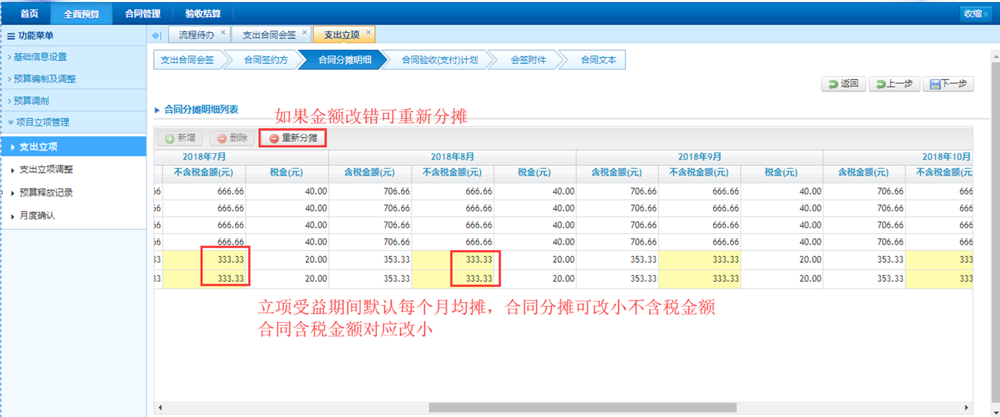 首页 全面预算 合同管理 验收结算 收缩
功能菜单 流程待办 支出合同会签 支出立项
基础信息设置
预算编制及调整
预算调剂
项目立项管理
支出立项
支出立项调整
预算释放记录
月度确认
支出合同会签 合同签约方 合同分摊明细 合同验收(支付)计划 会签附件 合同文本
返回 上一步 下一步
合同分摊明细列表
如果金额改错可重新分摊
新增 删除 重新分摊
2018年7月 2018年8月 2018年9月 2018年10月
不含税金额(元) 税金(元) 含税金额(元) 不含税金额(元) 税金(元) 含税金额(元) 不含税金额(元) 税金(元) 含税金额(元) 不含税金额(元
66 666.66 40.00 706.66 666.66 40.00 706.66 666.66 40.00 706.66 666
66 666.66 40.00 706.66 666.66 40.00 706.66 666.66 40.00 706.66 666
66 666.66 40.00 706.66 666.66 40.00 706.66 666.66 40.00 706.66 666
66 666.66 40.00 706.66 666.66 40.00 706.66 666.66 40.00 706.66 666
33 333.33 20.00 353.33 333.33 20.00 353.33 333.33 20.00 353.33 333
33 333.33 20.00 353.33 333.33 20.00 353.33 333.33 20.00 353.33 333
立项受益期间默认每个月均摊，合同分摊可改小不含税金额
合同含税金额对应改小